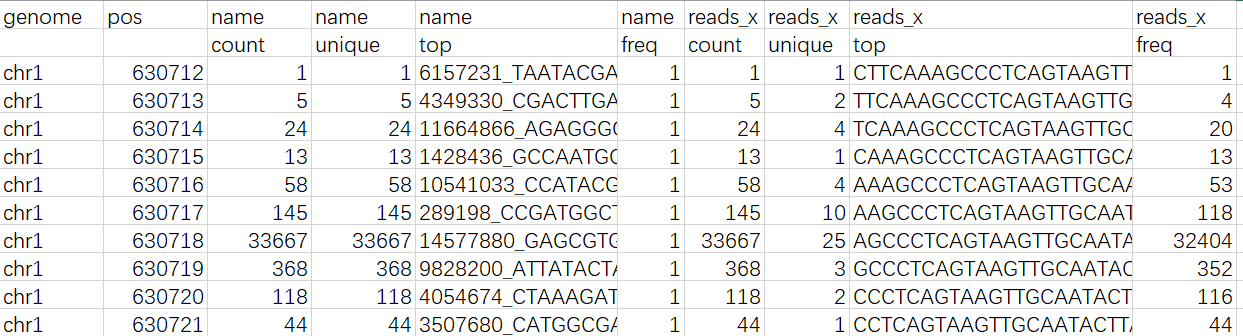 genome pos name name name name reads_x reads_x reads_x reads_x
count unique top freq count unique top freq
chr1 630712 1 1 6157231_TAATACGA 1 1 1 CTTCAAAGCCCTCAGTAAGTT 1
chr1 630713 5 5 4349330_CGACTTGA 1 5 2 TTCAAAGCCCTCAGTAAGTTG 4
chr1 630714 24 24 11664866_AGAGGGC 1 24 4 TCAAAGCCCTCAGTAAGTTGC 20
chr1 630715 13 13 1428436_GCCAATGC 1 13 1 CAAAGCCCTCAGTAAGTTGCA 13
chr1 630716 58 58 10541033_CCATACG 1 58 4 AAAGCCCTCAGTAAGTTGCAA 53
chr1 630717 145 145 289198_CCGATGGCT 1 145 10 AAGCCCTCAGTAAGTTGCAAT 118
chr1 630718 33667 33667 14577880_GAGCGTG 1 33667 25 AGCCCTCAGTAAGTTGCAATA 32404
chr1 630719 368 368 9828200_ATTATACTA 1 368 3 GCCCTCAGTAAGTTGCAATAC 352
chr1 630720 118 118 4054674_CTAAAGAT 1 118 2 CCCTCAGTAAGTTGCAATACT 116
chr1 630721 44 44 3507680_CATGGCGA 1 44 1 CCTCAGTAAGTTGCAATACTTA 44